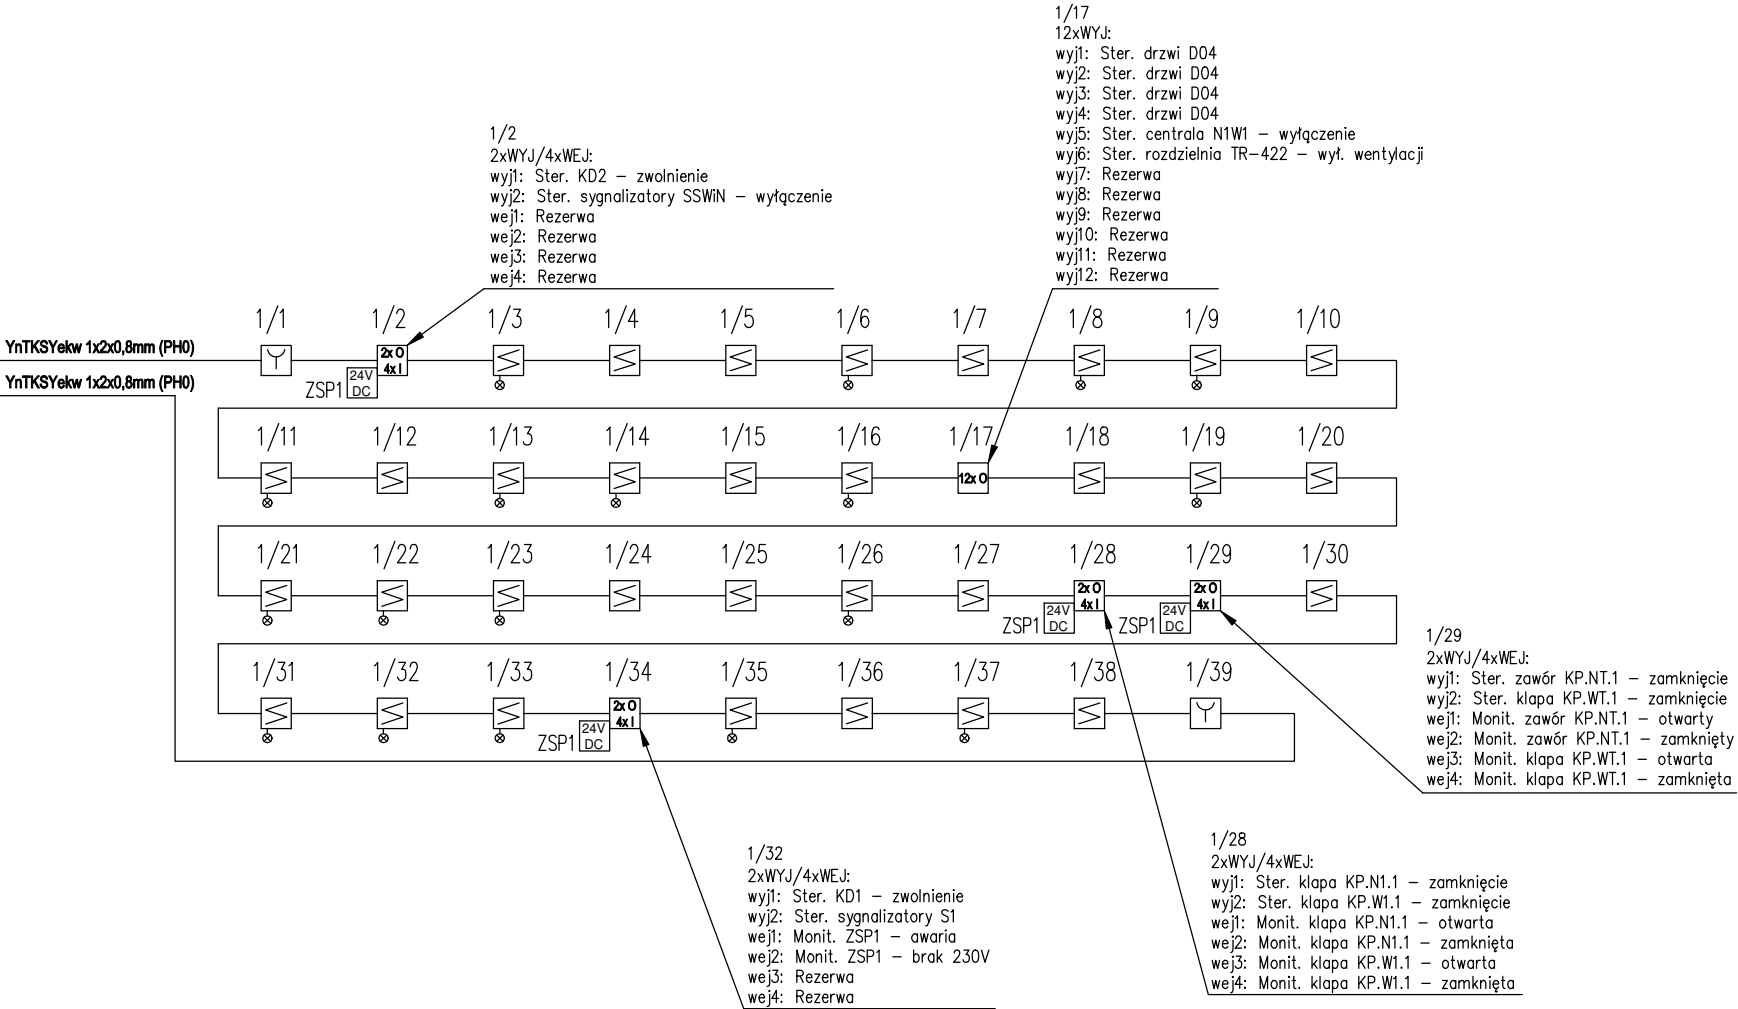 1/17
12xWYJ:
wyj1: Ster. drzwi D04
wyj2: Ster. drzwi D04
wyj3: Ster. drzwi D04
wyj4: Ster. drzwi D04
wyj5: Ster. centrala N1W1 – wyłączenie
wyj6: Ster. rozdzielnia TR–422 – wył. wentylacji
wyj7: Rezerwa
wyj8: Rezerwa
wyj9: Rezerwa
wyj10: Rezerwa
wyj11: Rezerwa
wyj12: Rezerwa
1/2
2xWYJ/4xWEJ:
wyj1: Ster. KD2 – zwolnienie
wyj2: Ster. sygnalizatory SSWiN – wyłączenie
wej1: Rezerwa
wej2: Rezerwa
wej3: Rezerwa
wej4: Rezerwa
1/1 1/2 1/3 1/4 1/5 1/6 1/7 1/8 1/9 1/10
YnTKSYekw 1x2x0,8mm (PH0)
2x O
4x I
YnTKSYekw 1x2x0,8mm (PH0)
ZSP1
24V
DC
1/11 1/12 1/13 1/14 1/15 1/16 1/17 1/18 1/19 1/20
12x O
1/21 1/22 1/23 1/24 1/25 1/26 1/27 1/28 1/29 1/30
2x O
4x I
2x O
4x I
ZSP1
24V
DC
ZSP1
24V
DC
1/29
2xWYJ/4xWEJ:
wyj1: Ster. zawór KP.NT.1 – zamknięcie
wyj2: Ster. klapa KP.WT.1 – zamknięcie
wej1: Monit. zawór KP.NT.1 – otwarty
wej2: Monit. zawór KP.NT.1 – zamknięty
wej3: Monit. klapa KP.WT.1 – otwarta
wej4: Monit. klapa KP.WT.1 – zamknięta
1/31 1/32 1/33 1/34 1/35 1/36 1/37 1/38 1/39
2x O
4x I
ZSP1
24V
DC
1/32
2xWYJ/4xWEJ:
wyj1: Ster. KD1 – zwolnienie
wyj2: Ster. sygnalizatory S1
wej1: Monit. ZSP1 – awaria
wej2: Monit. ZSP1 – brak 230V
wej3: Rezerwa
wej4: Rezerwa
1/28
2xWYJ/4xWEJ:
wyj1: Ster. klapa KP.N1.1 – zamknięcie
wyj2: Ster. klapa KP.W1.1 – zamknięcie
wej1: Monit. klapa KP.N1.1 – otwarta
wej2: Monit. klapa KP.N1.1 – zamknięta
wej3: Monit. klapa KP.W1.1 – otwarta
wej4: Monit. klapa KP.W1.1 – zamknięta